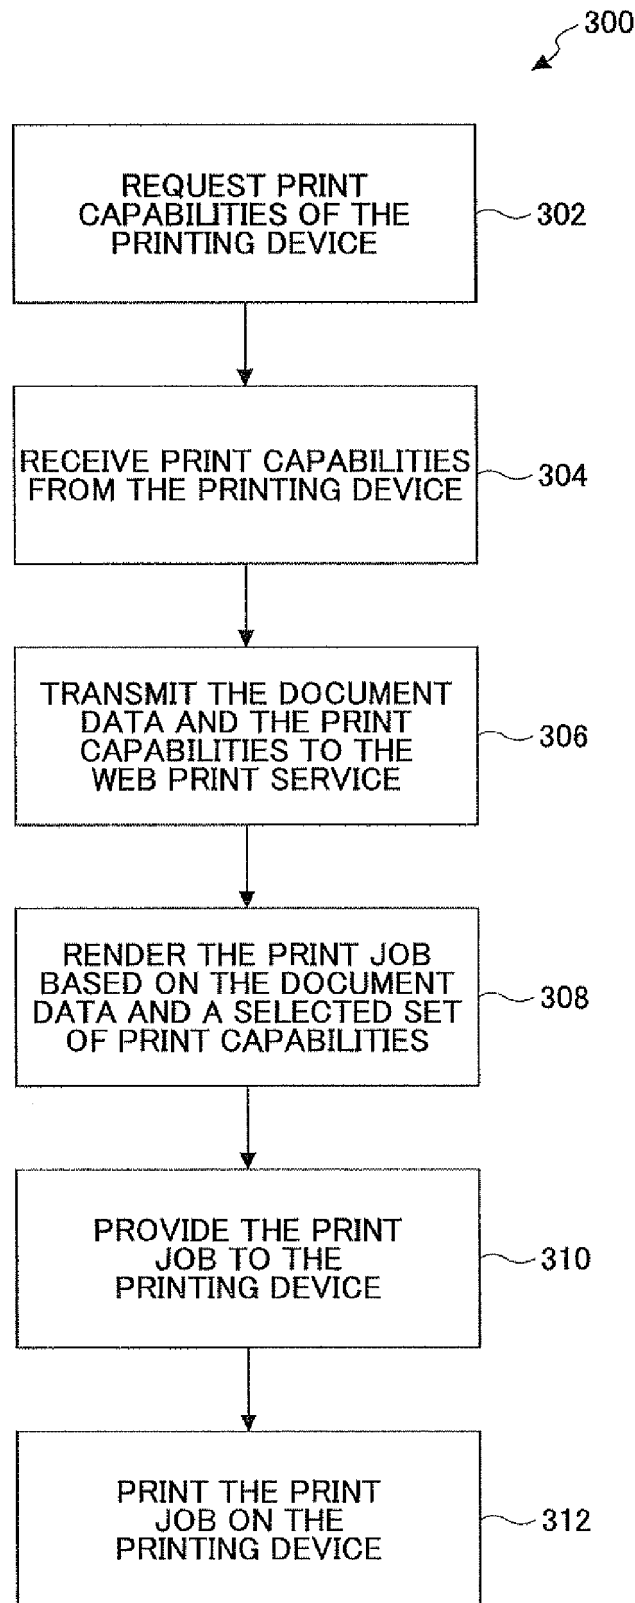 300
REQUEST PRINT
CAPABILITIES OF THE
PRINTING DEVICE
302
RECEIVE PRINT CAPABILITIES
FROM THE PRINTING DEVICE
304
TRANSMIT THE DOCUMENT
DATA AND THE PRINT
CAPABILITIES TO THE
WEB PRINT SERVICE
306
RENDER THE PRINT JOB
BASED ON THE DOCUMENT
DATA AND A SELECTED SET
OF PRINT CAPABILITIES
308
PROVIDE THE PRINT
JOB TO THE
PRINTING DEVICE
310
PRINT THE PRINT
JOB ON THE
PRINTING DEVICE
312